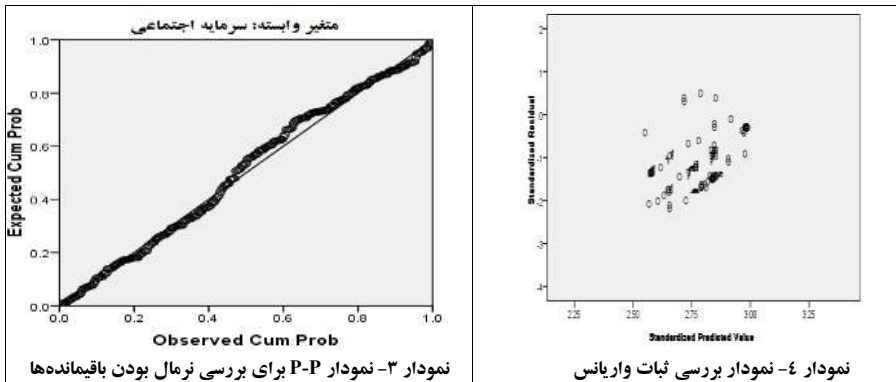 متغیر وابسته: سرمایه اجتماعی
1.0
0.8
0.6
0.4
0.2
0.0
Expected Cum Prob
0.0 0.2 0.4 0.6 0.8 1.0
Observed Cum Prob
نمودار ۳- نمودار P-P برای بررسی نرمال بودن باقیمانده‌ها
2
1
0
-1
-2
-3
-4
Standardized Residual
2.25 2.50 2.75 3.00 3.25
Standardized Predicted Value
نمودار ٤- نمودار بررسی ثبات واریانس